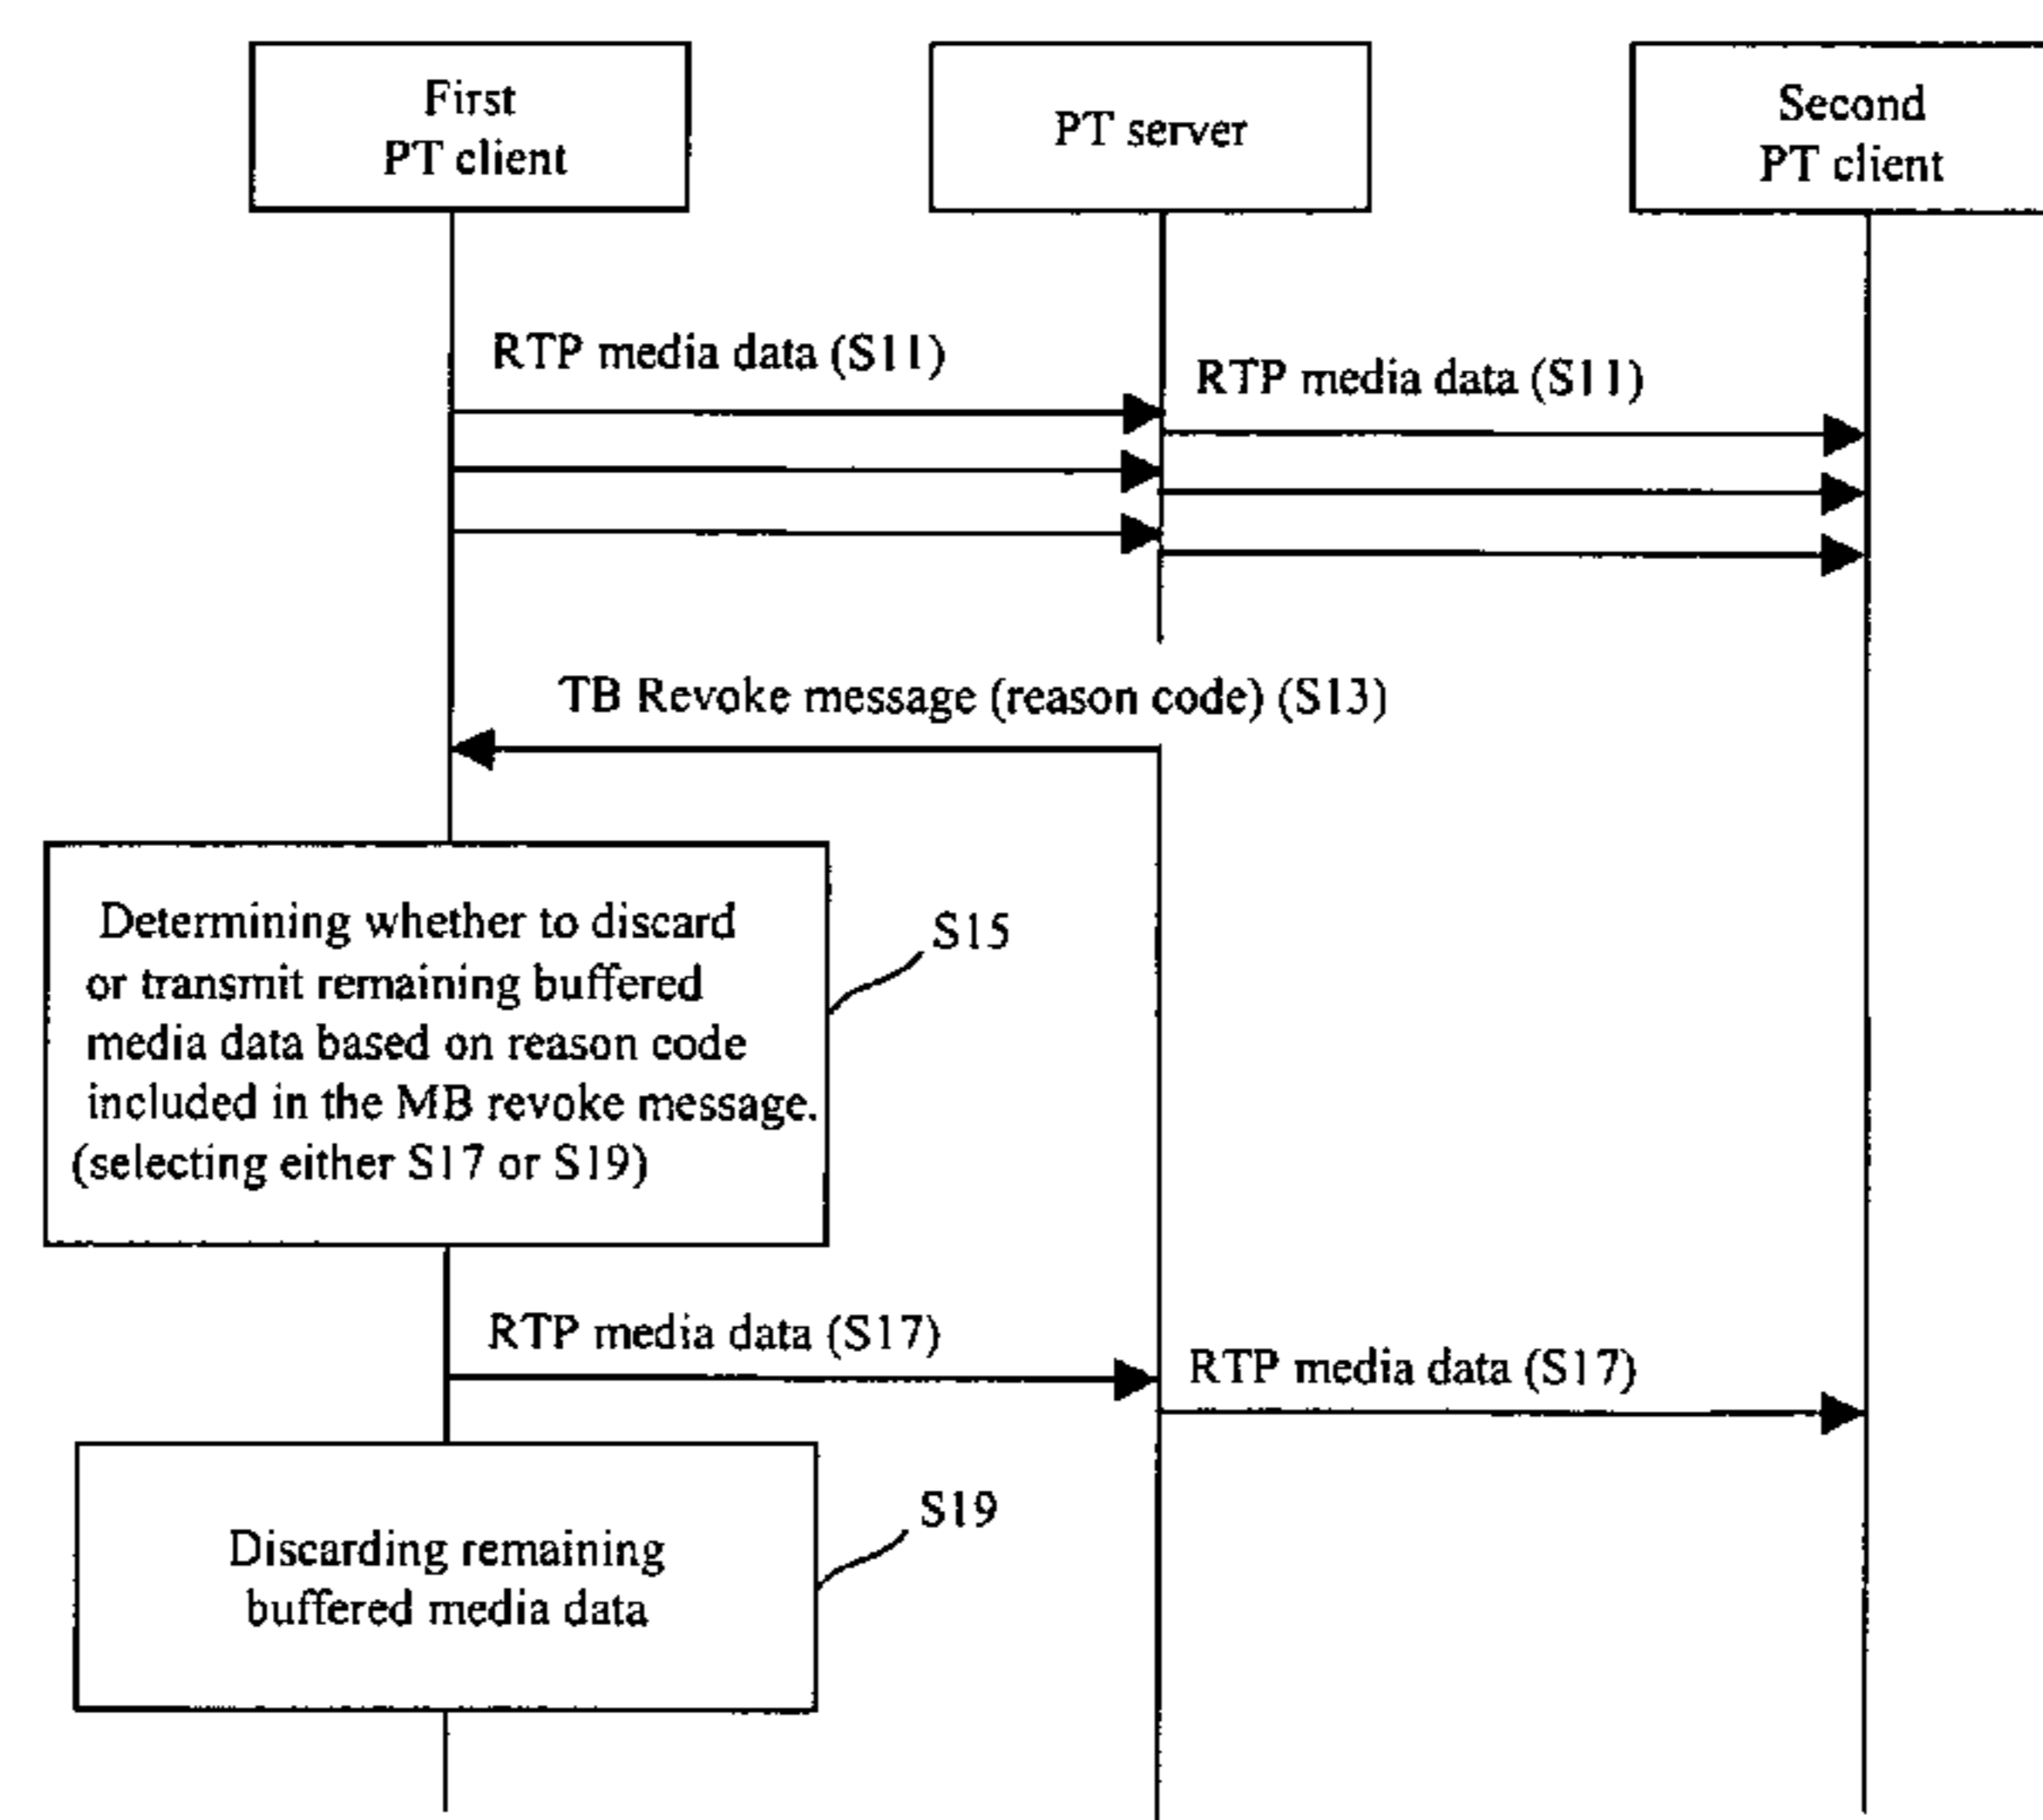 First
PT client
PT server
Second
PT client
RTP media data (S11)
RTP media data (S11)
TB Revoke message (reason code) (S13)
Determining whether to discard
or transmit remaining buffered
media data based on reason code
included in the MB revoke message.
(selecting either S17 or S19)
S15
RTP media data (S17)
RTP media data (S17)
Discarding remaining
buffered media data
S19